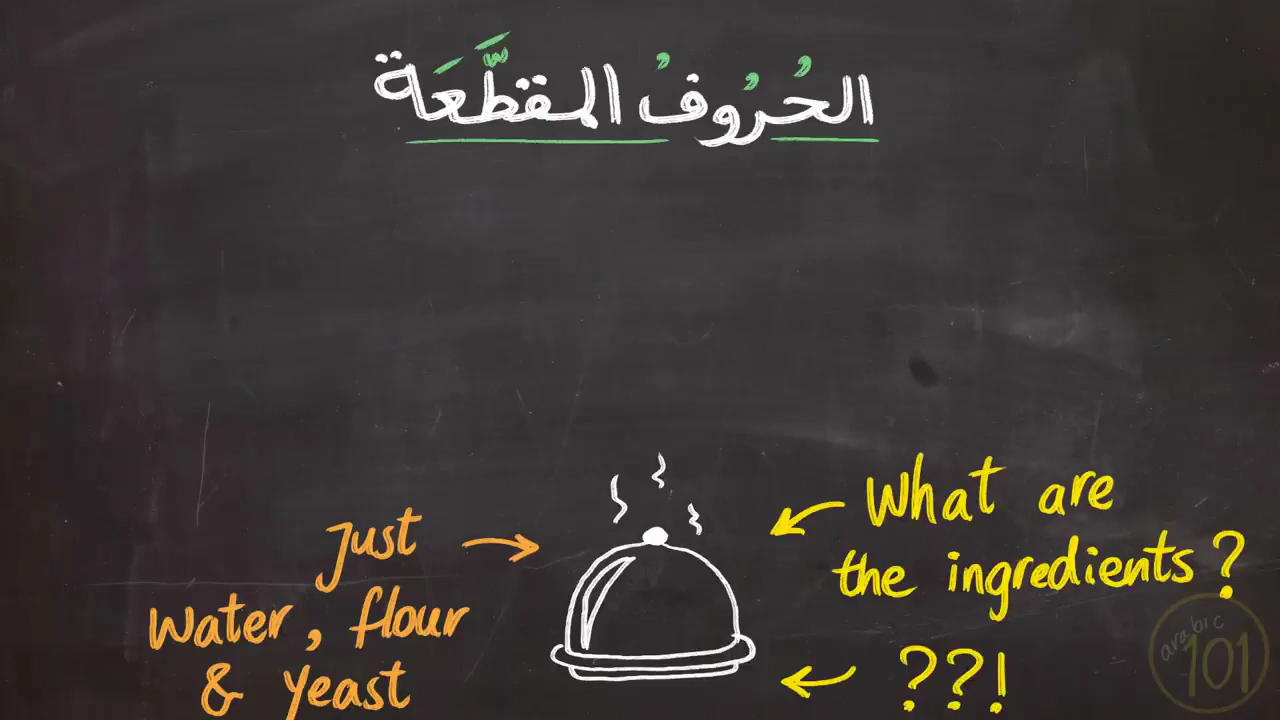 الحُرُوفُ المقطَّعَة
What are
the ingredients?
Just
Water, flour
& yeast
??!
arabic
101